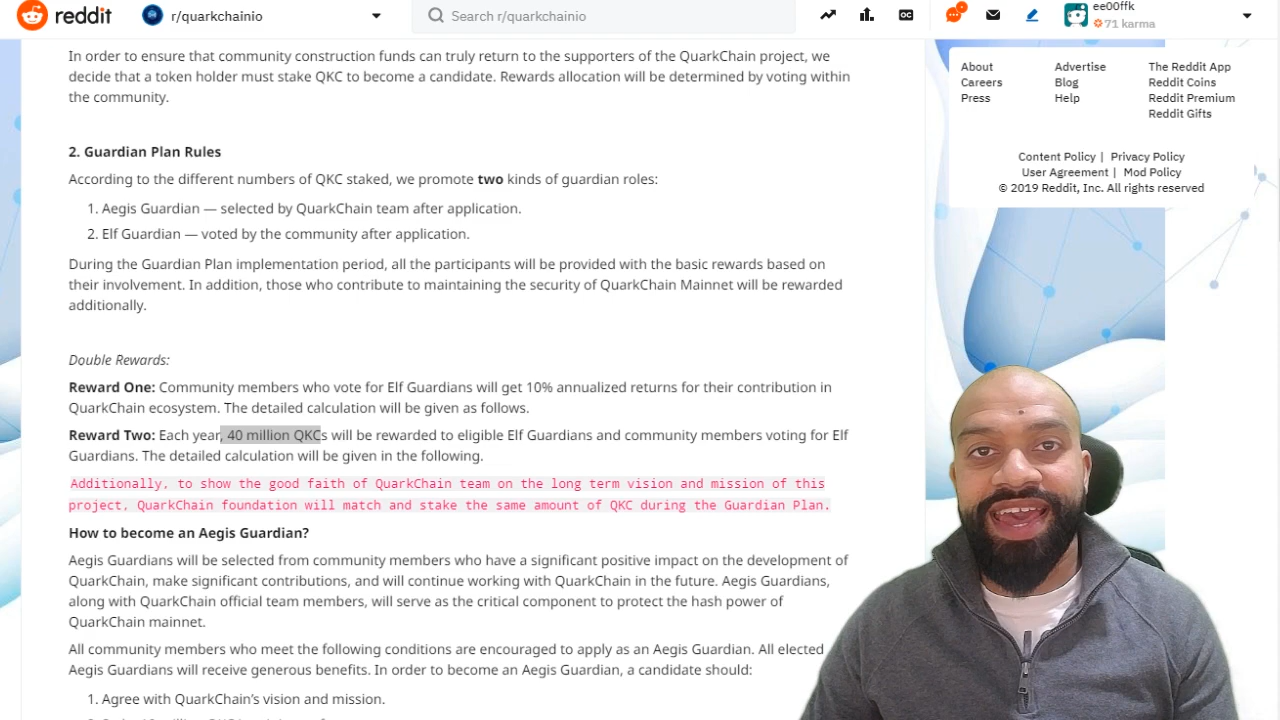 reddit
r/quarkchainio
Search r/quarkchainio
ee00ffk
71 karma
In order to ensure that community construction funds can truly return to the supporters of the QuarkChain project, we
decide that a token holder must stake QKC to become a candidate. Rewards allocation will be determined by voting within
the community.
2. Guardian Plan Rules
According to the different numbers of QKC staked, we promote two kinds of guardian roles:
1. Aegis Guardian — selected by QuarkChain team after application.
2. Elf Guardian — voted by the community after application.
During the Guardian Plan implementation period, all the participants will be provided with the basic rewards based on
their involvement. In addition, those who contribute to maintaining the security of QuarkChain Mainnet will be rewarded
additionally.
Double Rewards:
Reward One: Community members who vote for Elf Guardians will get 10% annualized returns for their contribution in
QuarkChain ecosystem. The detailed calculation will be given as follows.
Reward Two: Each year, 40 million QKCs will be rewarded to eligible Elf Guardians and community members voting for Elf
Guardians. The detailed calculation will be given in the following.
Additionally, to show the good faith of QuarkChain team on the long term vision and mission of this
project, QuarkChain foundation will match and stake the same amount of QKC during the Guardian Plan.
How to become an Aegis Guardian?
Aegis Guardians will be selected from community members who have a significant positive impact on the development of
QuarkChain, make significant contributions, and will continue working with QuarkChain in the future. Aegis Guardians,
along with QuarkChain official team members, will serve as the critical component to protect the hash power of
QuarkChain mainnet.
All community members who meet the following conditions are encouraged to apply as an Aegis Guardian. All elected
Aegis Guardians will receive generous benefits. In order to become an Aegis Guardian, a candidate should:
1. Agree with QuarkChain's vision and mission.
About Advertise The Reddit App
Careers Blog Reddit Coins
Press Help Reddit Premium
Reddit Gifts
Content Policy | Privacy Policy
User Agreement | Mod Policy
© 2019 Reddit, Inc. All rights reserved